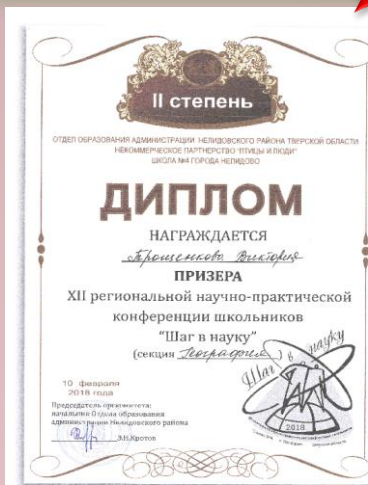 II степень
ОТДЕЛ ОБРАЗОВАНИЯ АДМИНИСТРАЦИИ НЕЛИДОВСКОГО РАЙОНА ТВЕРСКОЙ ОБЛАСТИ
НЕКОММЕРЧЕСКОЕ ПАРТНЕРСТВО "ПТИЦЫ И ЛЮДИ"
ШКОЛА №4 ГОРОДА НЕЛИДОВО
ДИПЛОМ
НАГРАЖДАЕТСЯ
Трощенкова Виктория
ПРИЗЕРА
XII региональной научно-практической
конференции школьников
"Шаг в науку"
(секция География)
Шаг в науку
10 февраля
2018 года
Председатель оргкомитета:
начальник Отдела образования
администрации Нелидовского района
Э.Н.Кротов
2018